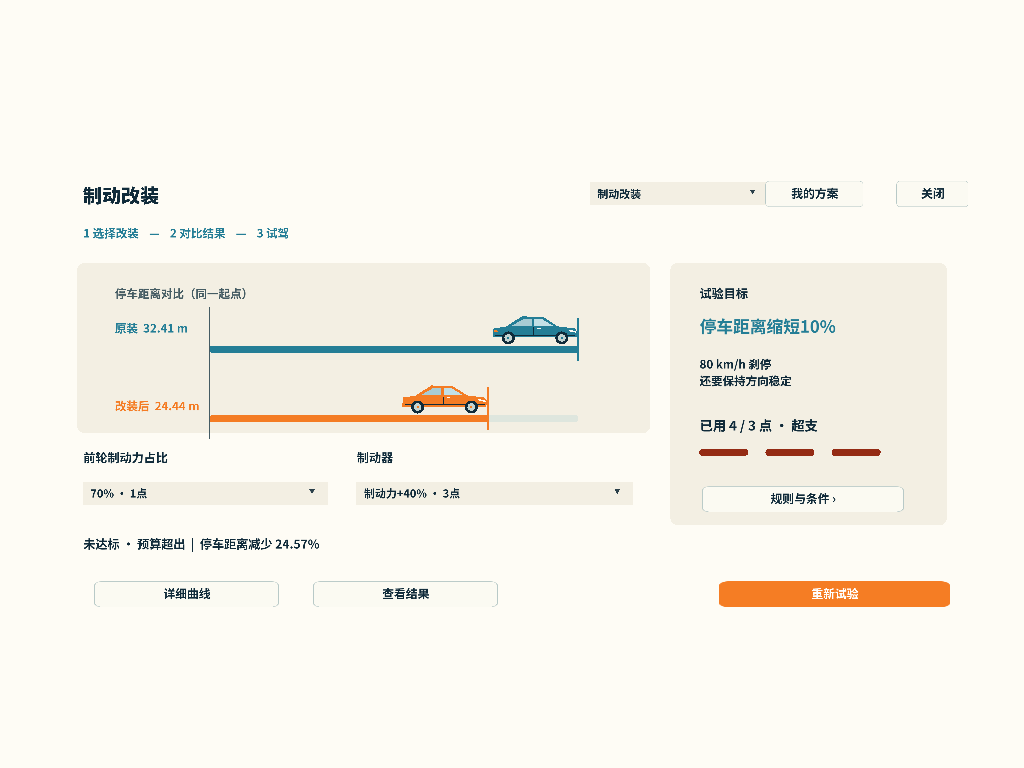 制动改装
制动改装
我的方案
关闭
1 选择改装 — 2 对比结果 — 3 试驾
停车距离对比（同一起点）
原装 32.41 m
改装后 24.44 m
试验目标
停车距离缩短10%
80 km/h 刹停
还要保持方向稳定
已用 4 / 3 点 · 超支
规则与条件 ›
前轮制动力占比
制动器
70% · 1点
制动力+40% · 3点
未达标 · 预算超出 | 停车距离减少 24.57%
详细曲线
查看结果
重新试验